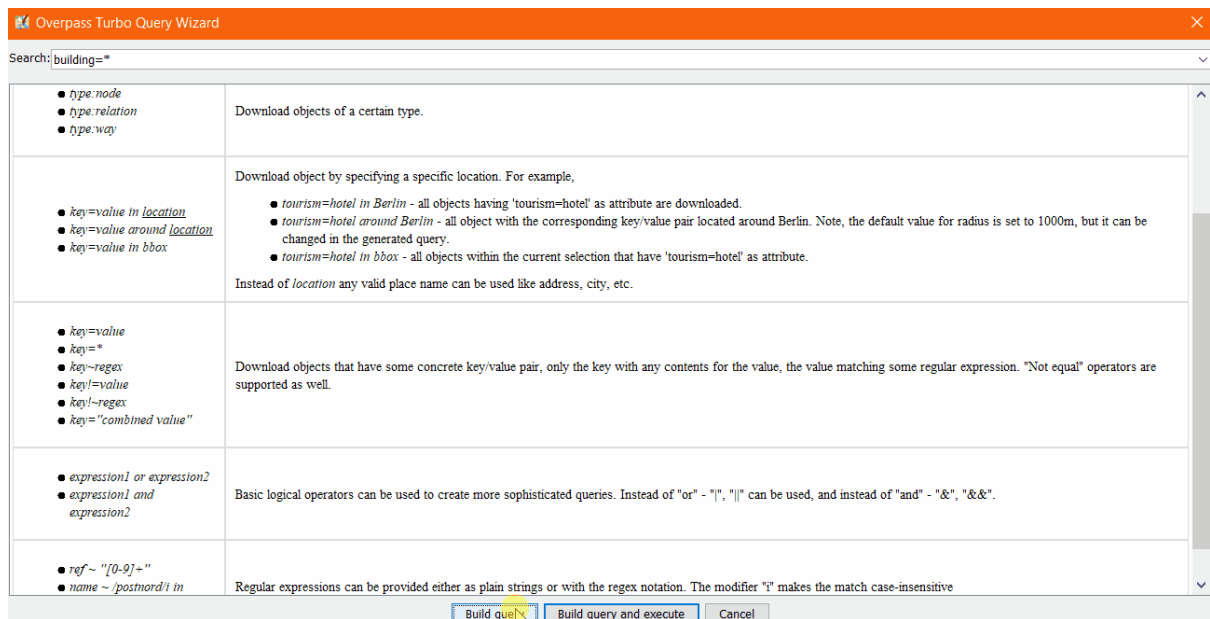 Overpass Turbo Query Wizard
Search: building=*
type:node
type:relation
type:way
Download objects of a certain type.
key=value in location
key=value around location
key=value in bbox
Download object by specifying a specific location. For example,
tourism=hotel in Berlin - all objects having 'tourism=hotel' as attribute are downloaded.
tourism=hotel around Berlin - all object with the corresponding key/value pair located around Berlin. Note, the default value for radius is set to 1000m, but it can be
changed in the generated query.
tourism=hotel in bbox - all objects within the current selection that have 'tourism=hotel' as attribute.
Instead of location any valid place name can be used like address, city, etc.
key=value
key=*
key~regex
key!=value
key!~regex
key="combined value"
Download objects that have some concrete key/value pair, only the key with any contents for the value, the value matching some regular expression. "Not equal" operators are
supported as well.
expression1 or expression2
expression1 and
expression2
Basic logical operators can be used to create more sophisticated queries. Instead of "or" - "|", "||" can be used, and instead of "and" - "&", "&&".
ref ~ "[0-9]+"
name ~ /postnord/i in
Regular expressions can be provided either as plain strings or with the regex notation. The modifier "i" makes the match case-insensitive
Build query
Build query and execute
Cancel